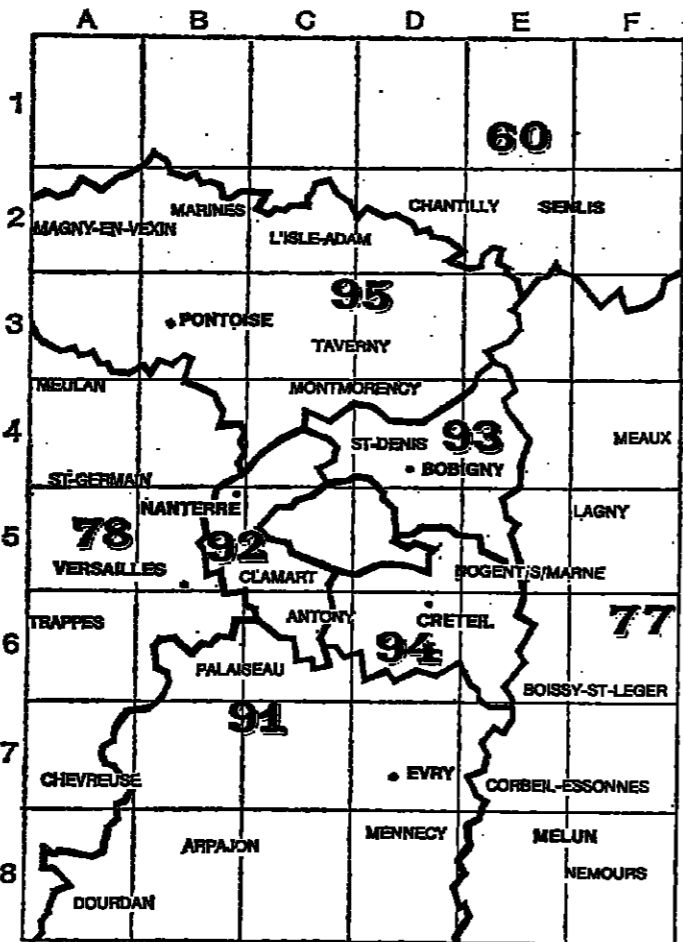 A B C D E F
1
60
2
MARINES
CHANTILLY
SENLIS
MAGNY-EN-VEXIN
L'ISLE-ADAM
95
3
PONTOISE
TAVERNY
MEULAN
MONTMORENCY
4
ST-DENIS
93
MEAUX
BOBIGNY
ST-GERMAIN
NANTERRE
LAGNY
5
78
92
VERSAILLES
CLAMART
NOGENT/S/MARNE
TRAPPES
ANTONY
CRETEIL
77
6
94
PALAISEAU
BOISSY-ST-LEGER
91
7
CHEVREUSE
EVRY
CORBEIL-ESSONNES
ARPAJON
MENNECY
MELUN
8
NEMOURS
DOURDAN